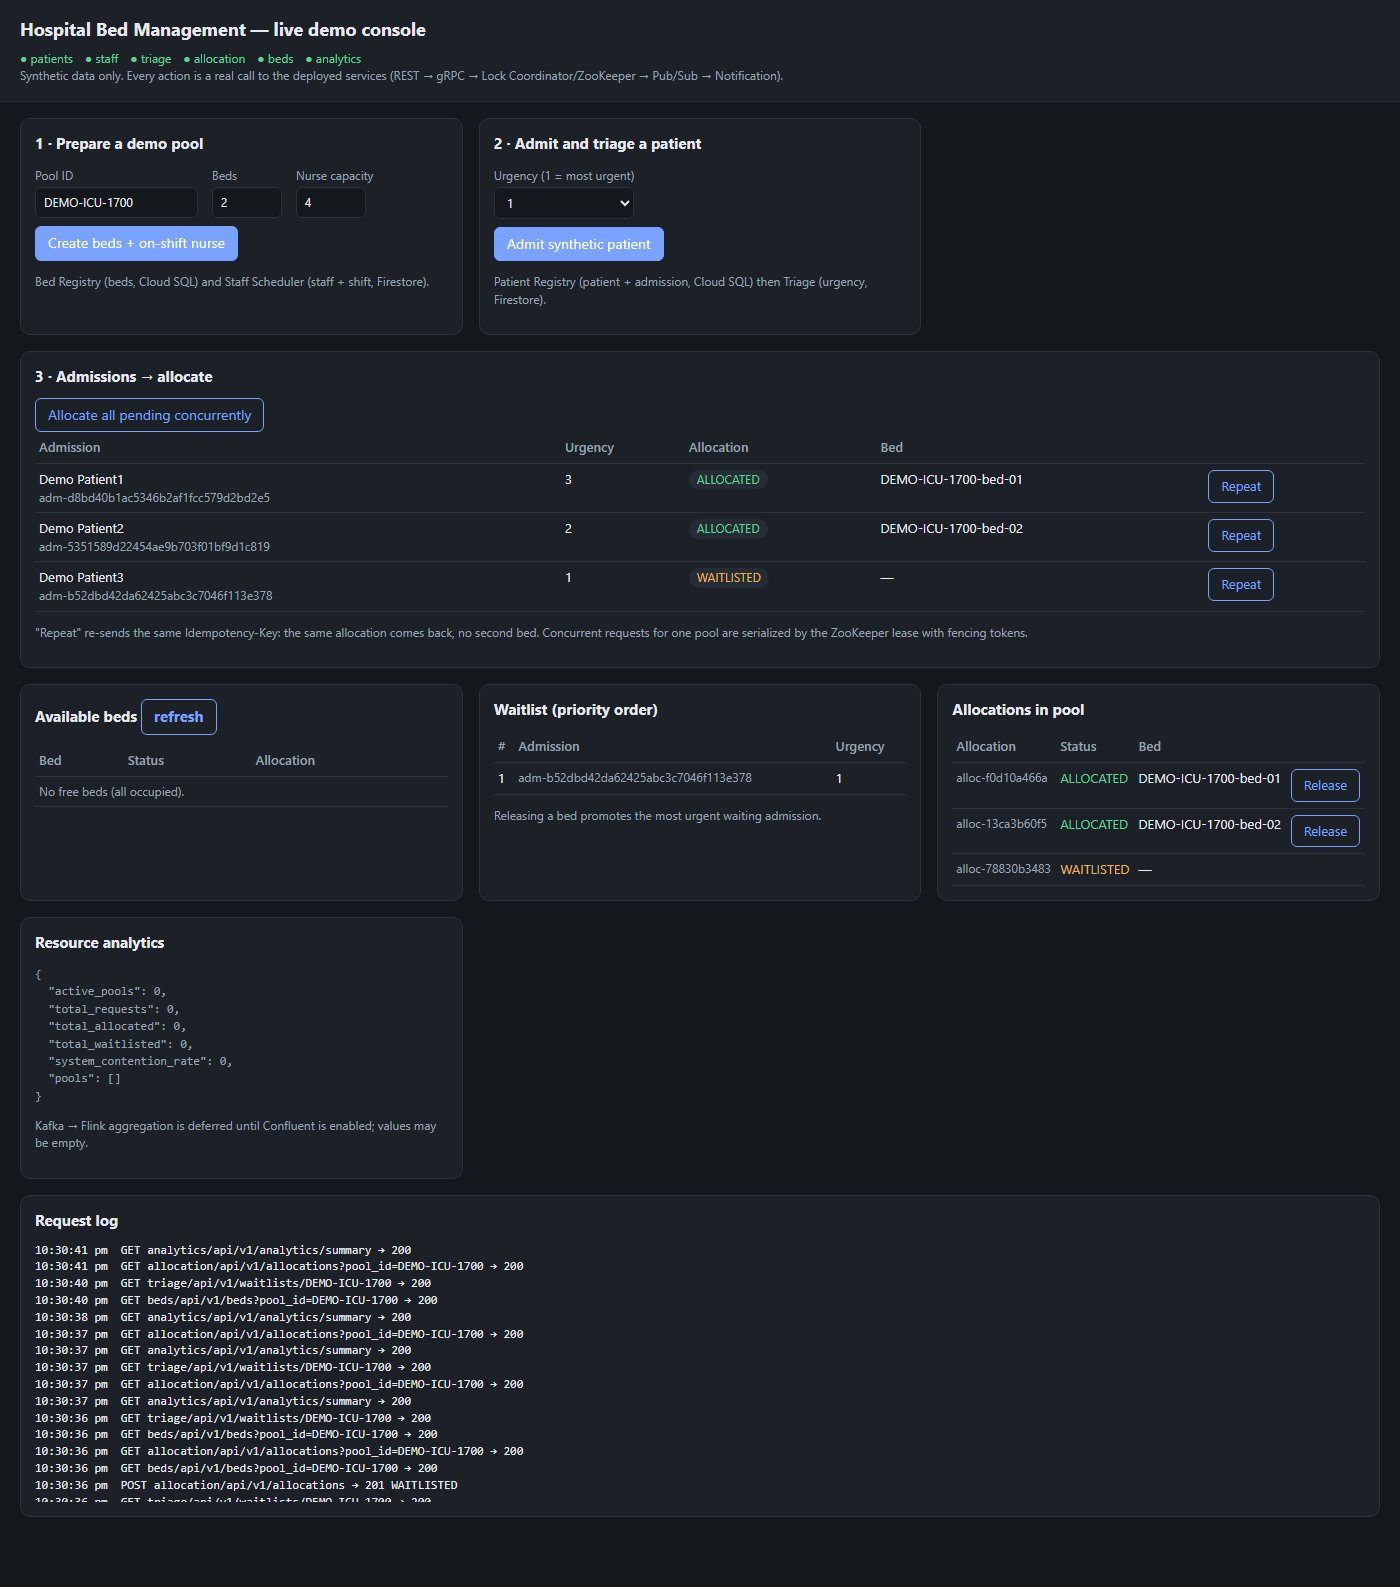 Hospital Bed Management — live demo console
● patients ● staff ● triage ● allocation ● beds ● analytics
Synthetic data only. Every action is a real call to the deployed services (REST → gRPC → Lock Coordinator/ZooKeeper → Pub/Sub → Notification).
1 · Prepare a demo pool
Pool ID Beds Nurse capacity
DEMO-ICU-1700 2 4
Create beds + on-shift nurse
Bed Registry (beds, Cloud SQL) and Staff Scheduler (staff + shift, Firestore).
2 · Admit and triage a patient
Urgency (1 = most urgent)
1
Admit synthetic patient
Patient Registry (patient + admission, Cloud SQL) then Triage (urgency,
Firestore).
3 · Admissions → allocate
Allocate all pending concurrently
Admission Urgency Allocation Bed
Demo Patient1 3 ALLOCATED DEMO-ICU-1700-bed-01 Repeat
adm-d8bd40b1ac5346b2af1fcc579d2bd2e5
Demo Patient2 2 ALLOCATED DEMO-ICU-1700-bed-02 Repeat
adm-5351589d22454ae9b703f01bf9d1c819
Demo Patient3 1 WAITLISTED — Repeat
adm-b52dbd42da62425abc3c7046f113e378
"Repeat" re-sends the same Idempotency-Key: the same allocation comes back, no second bed. Concurrent requests for one pool are serialized by the ZooKeeper lease with fencing tokens.
Available beds refresh
Bed Status Allocation
No free beds (all occupied).
Waitlist (priority order)
# Admission Urgency
1 adm-b52dbd42da62425abc3c7046f113e378 1
Releasing a bed promotes the most urgent waiting admission.
Allocations in pool
Allocation Status Bed
alloc-f0d10a466a ALLOCATED DEMO-ICU-1700-bed-01 Release
alloc-13ca3b60f5 ALLOCATED DEMO-ICU-1700-bed-02 Release
alloc-78830b3483 WAITLISTED —
Resource analytics
{
"active_pools": 0,
"total_requests": 0,
"total_allocated": 0,
"total_waitlisted": 0,
"system_contention_rate": 0,
"pools": []
}
Kafka → Flink aggregation is deferred until Confluent is enabled; values may
be empty.
Request log
10:30:41 pm GET analytics/api/v1/analytics/summary → 200
10:30:41 pm GET allocation/api/v1/allocations?pool_id=DEMO-ICU-1700 → 200
10:30:40 pm GET triage/api/v1/waitlists/DEMO-ICU-1700 → 200
10:30:40 pm GET beds/api/v1/beds?pool_id=DEMO-ICU-1700 → 200
10:30:38 pm GET analytics/api/v1/analytics/summary → 200
10:30:37 pm GET allocation/api/v1/allocations?pool_id=DEMO-ICU-1700 → 200
10:30:37 pm GET analytics/api/v1/analytics/summary → 200
10:30:37 pm GET triage/api/v1/waitlists/DEMO-ICU-1700 → 200
10:30:37 pm GET allocation/api/v1/allocations?pool_id=DEMO-ICU-1700 → 200
10:30:37 pm GET analytics/api/v1/analytics/summary → 200
10:30:36 pm GET triage/api/v1/waitlists/DEMO-ICU-1700 → 200
10:30:36 pm GET beds/api/v1/beds?pool_id=DEMO-ICU-1700 → 200
10:30:36 pm GET allocation/api/v1/allocations?pool_id=DEMO-ICU-1700 → 200
10:30:36 pm GET beds/api/v1/beds?pool_id=DEMO-ICU-1700 → 200
10:30:36 pm POST allocation/api/v1/allocations → 201 WAITLISTED
10:30:36 pm GET triage/api/v1/waitlists/DEMO-ICU-1700 → 200